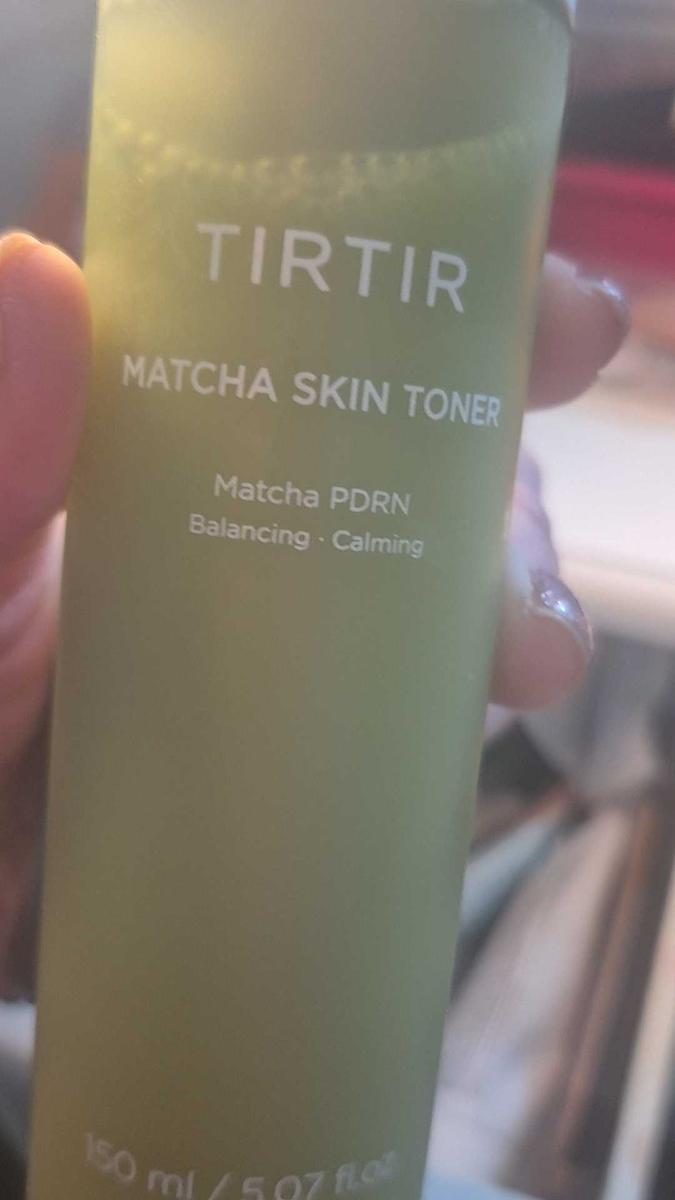 TIRTIR
MATCHA SKIN TONER
Matcha PDRN
Balancing · Calming
150 ml / 5.07 fl.oz